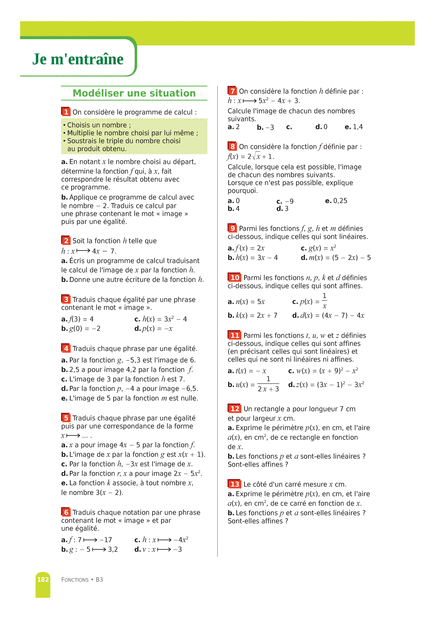 Je m'entraîne
Modéliser une situation
1 On considère le programme de calcul :
• Choisis un nombre ;
• Multiplie le nombre choisi par lui même ;
• Soustrais le triple du nombre choisi
au produit obtenu.
a. En notant x le nombre choisi au départ,
détermine la fonction f qui, à x, fait
correspondre le résultat obtenu avec
ce programme.
b. Applique ce programme de calcul avec
le nombre − 2. Traduis ce calcul par
une phrase contenant le mot « image »
puis par une égalité.
2 Soit la fonction h telle que
h : x ⟼ 4x − 7.
a. Écris un programme de calcul traduisant
le calcul de l'image de x par la fonction h.
b. Donne une autre écriture de la fonction h.
3 Traduis chaque égalité par une phrase
contenant le mot « image ».
a. f(3) = 4 c. h(x) = 3x² − 4
b. g(0) = −2 d. p(x) = −x
4 Traduis chaque phrase par une égalité.
a. Par la fonction g, −5,3 est l'image de 6.
b. 2,5 a pour image 4,2 par la fonction f.
c. L'image de 3 par la fonction h est 7.
d. Par la fonction p, −4 a pour image −6,5.
e. L'image de 5 par la fonction m est nulle.
5 Traduis chaque phrase par une égalité
puis par une correspondance de la forme
x ⟼ ... .
a. x a pour image 4x − 5 par la fonction f.
b. L'image de x par la fonction g est x(x + 1).
c. Par la fonction h, −3x est l'image de x.
d. Par la fonction r, x a pour image 2x − 5x².
e. La fonction k associe, à tout nombre x,
le nombre 3(x − 2).
6 Traduis chaque notation par une phrase
contenant le mot « image » et par
une égalité.
a. f : 7 ⟼ −17 c. h : x ⟼ −4x²
b. g : − 5 ⟼ 3,2 d. v : x ⟼ −3
7 On considère la fonction h définie par :
h : x ⟼ 5x² − 4x + 3.
Calcule l'image de chacun des nombres
suivants.
a. 2 b. −3 c. d. 0 e. 1,4
8 On considère la fonction f définie par :
f(x) = 2√x + 1.
Calcule, lorsque cela est possible, l'image
de chacun des nombres suivants.
Lorsque ce n'est pas possible, explique
pourquoi.
a. 0 c. −9 e. 0,25
b. 4 d. 3
9 Parmi les fonctions f, g, h et m définies
ci-dessous, indique celles qui sont linéaires.
a. f (x) = 2x c. g(x) = x²
b. h(x) = 3x − 4 d. m(x) = (5 − 2x) − 5
10 Parmi les fonctions n, p, k et d définies
ci-dessous, indique celles qui sont affines.
a. n(x) = 5x c. p(x) = 1/x
b. k(x) = 2x + 7 d. d(x) = (4x − 7) − 4x
11 Parmi les fonctions t, u, w et z définies
ci-dessous, indique celles qui sont affines
(en précisant celles qui sont linéaires) et
celles qui ne sont ni linéaires ni affines.
a. t(x) = − x c. w(x) = (x + 9)² − x²
b. u(x) = 1/(2x + 3) d. z(x) = (3x − 1)² − 3x²
12 Un rectangle a pour longueur 7 cm
et pour largeur x cm.
a. Exprime le périmètre p(x), en cm, et l'aire
a(x), en cm², de ce rectangle en fonction
de x.
b. Les fonctions p et a sont-elles linéaires ?
Sont-elles affines ?
13 Le côté d'un carré mesure x cm.
a. Exprime le périmètre p(x), en cm, et l'aire
a(x), en cm², de ce carré en fonction de x.
b. Les fonctions p et a sont-elles linéaires ?
Sont-elles affines ?
182 FONCTIONS • B3